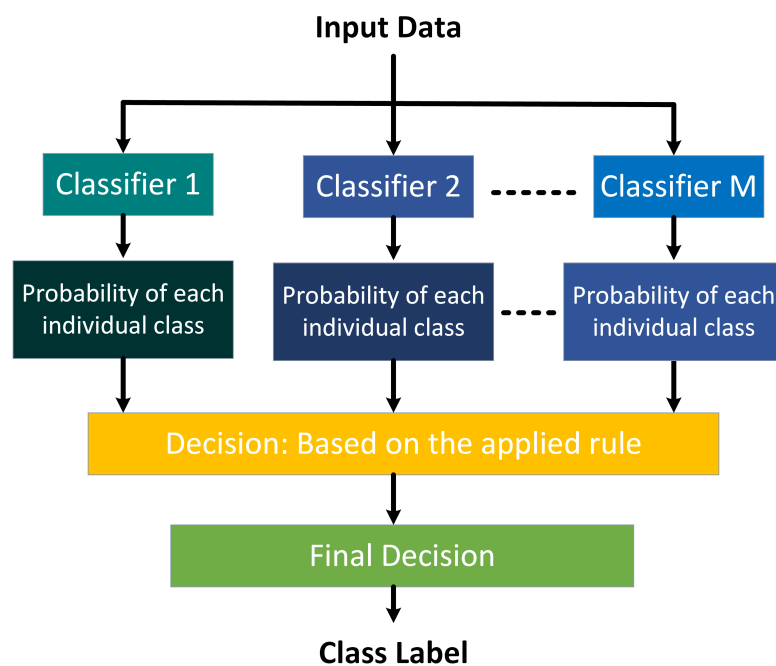 Input Data
Classifier 1
Classifier 2
Classifier M
Probability of each
individual class
Probability of each
individual class
Probability of each
individual class
Decision: Based on the applied rule
Final Decision
Class Label